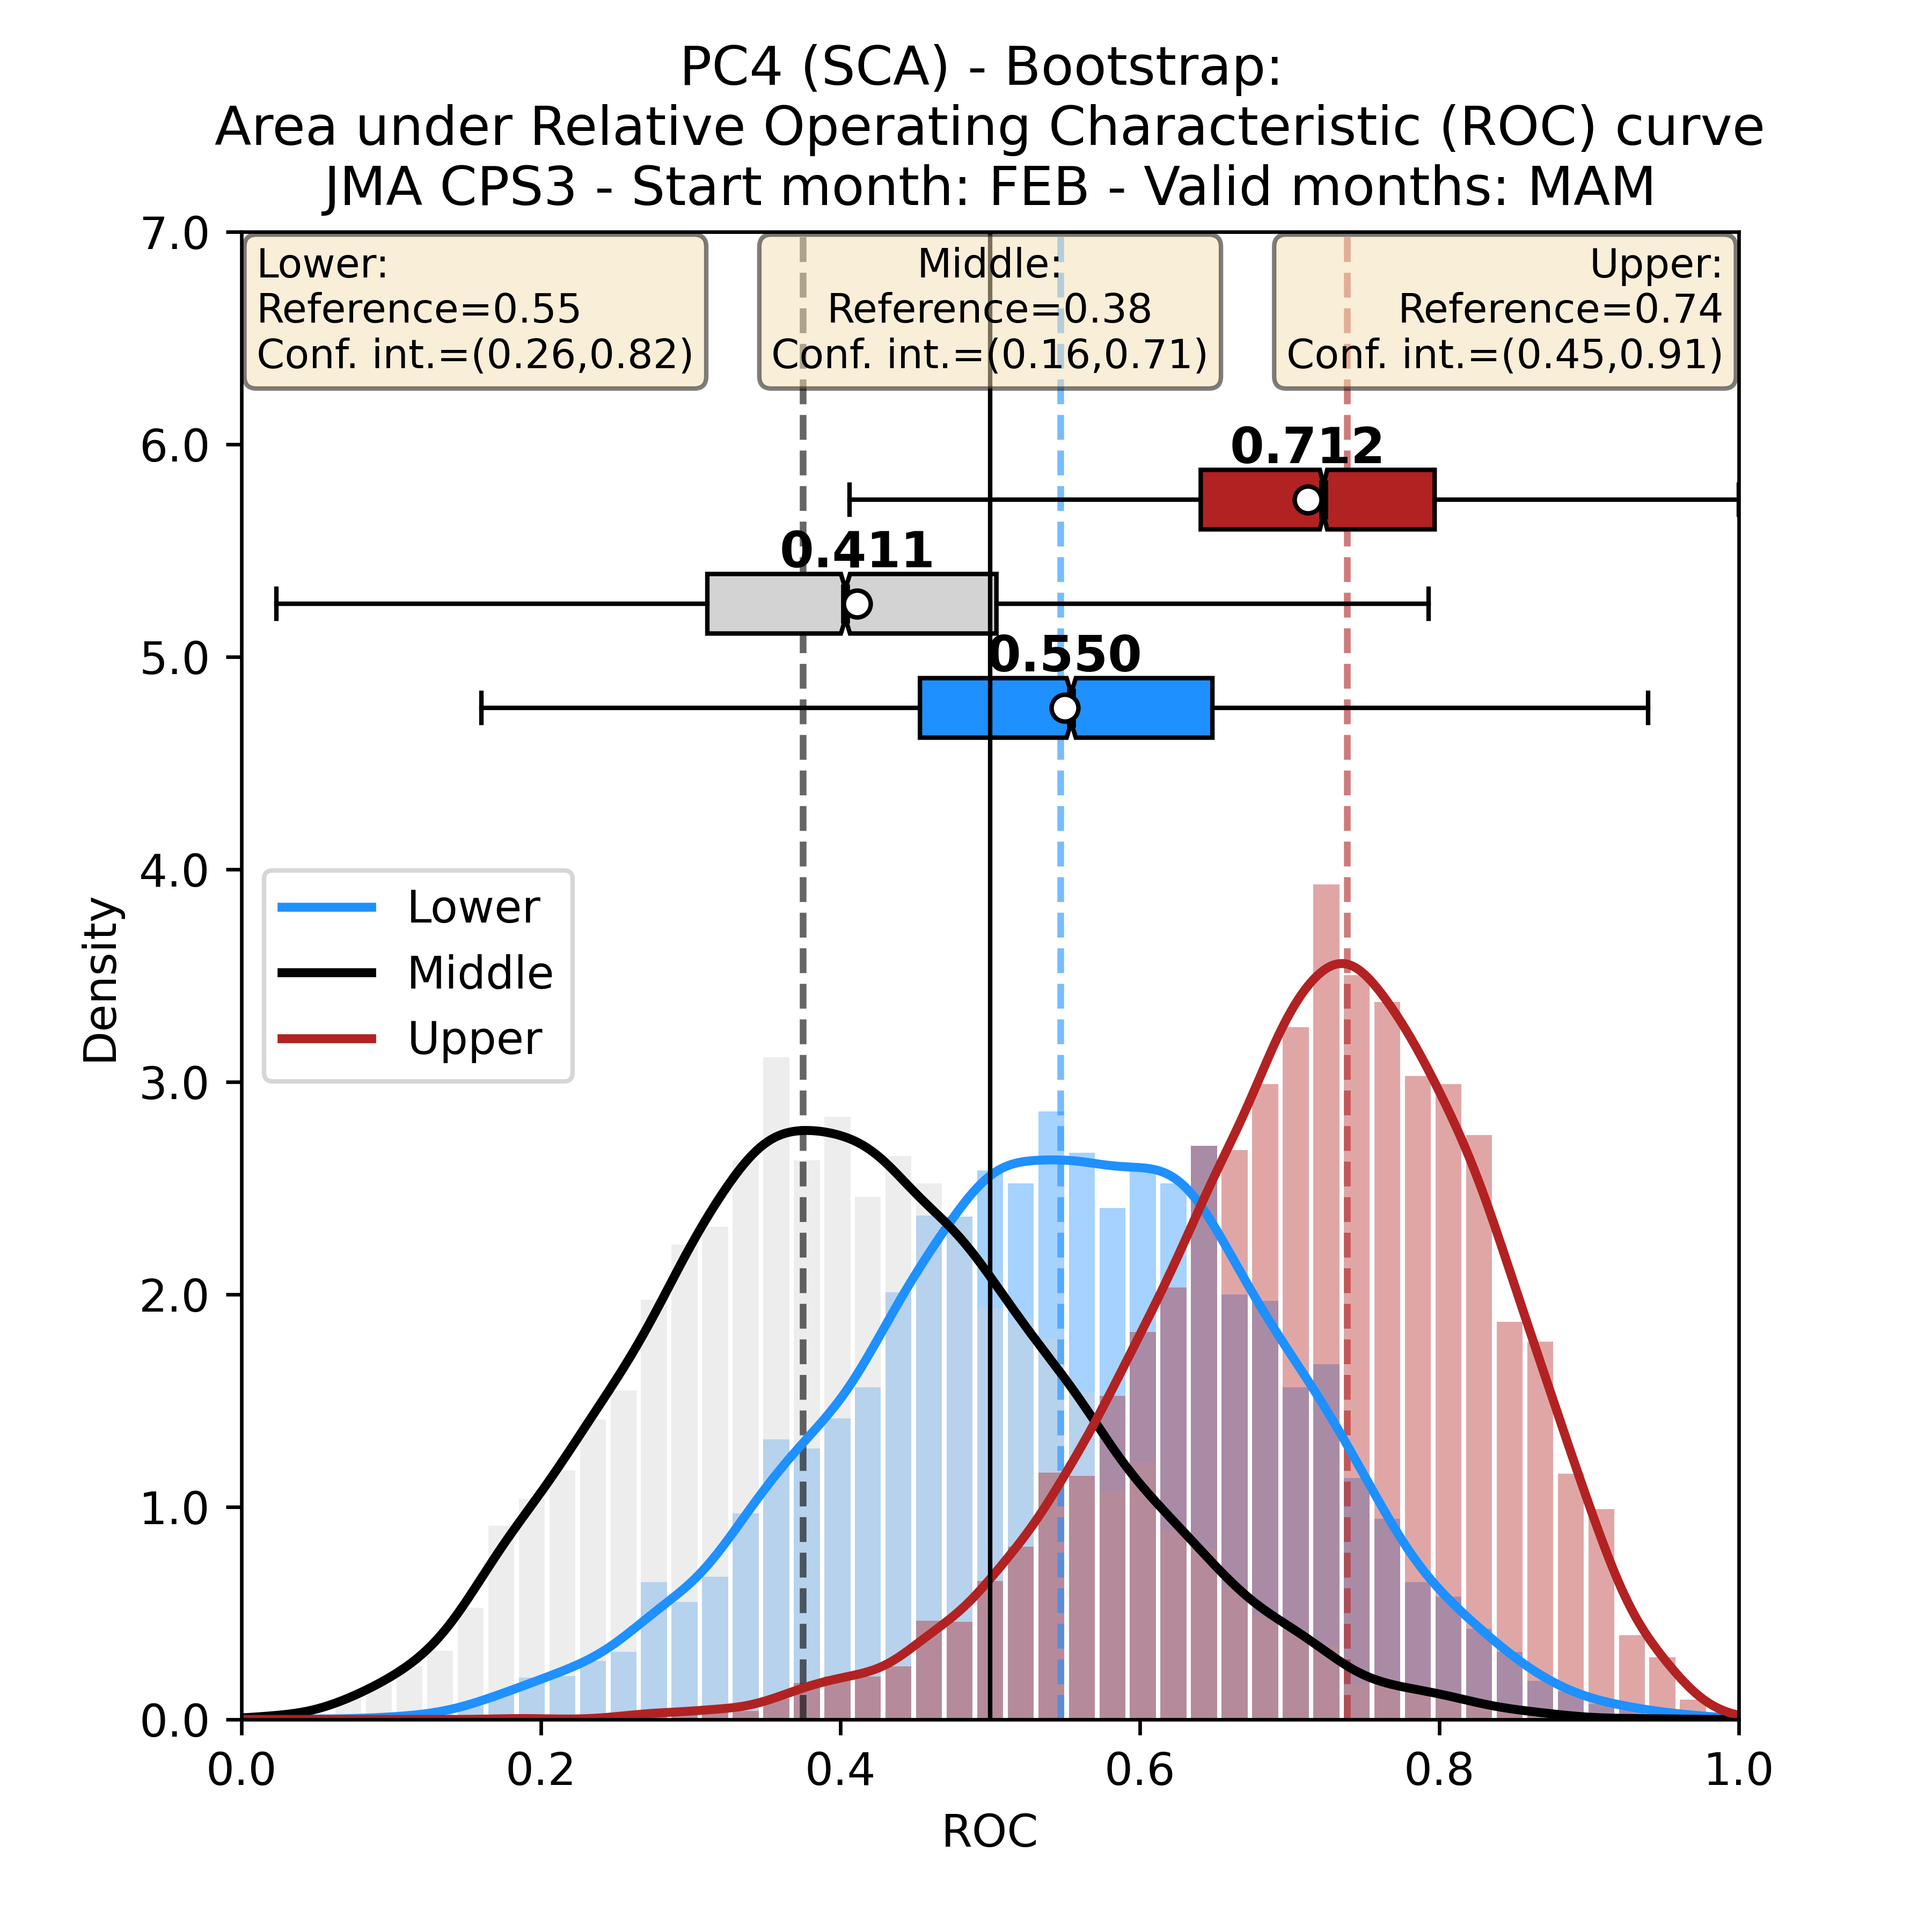 PC4 (SCA) - Bootstrap:
Area under Relative Operating Characteristic (ROC) curve
JMA CPS3 - Start month: FEB - Valid months: MAM
7.0
Lower:
Reference=0.55
Conf. int.=(0.26,0.82)
Middle:
Reference=0.38
Conf. int.=(0.16,0.71)
Upper:
Reference=0.74
Conf. int.=(0.45,0.91)
6.0
0.712
0.411
5.0
0.550
4.0
Lower
Middle
Upper
Density
3.0
2.0
1.0
0.0
0.0 0.2 0.4 0.6 0.8 1.0
ROC